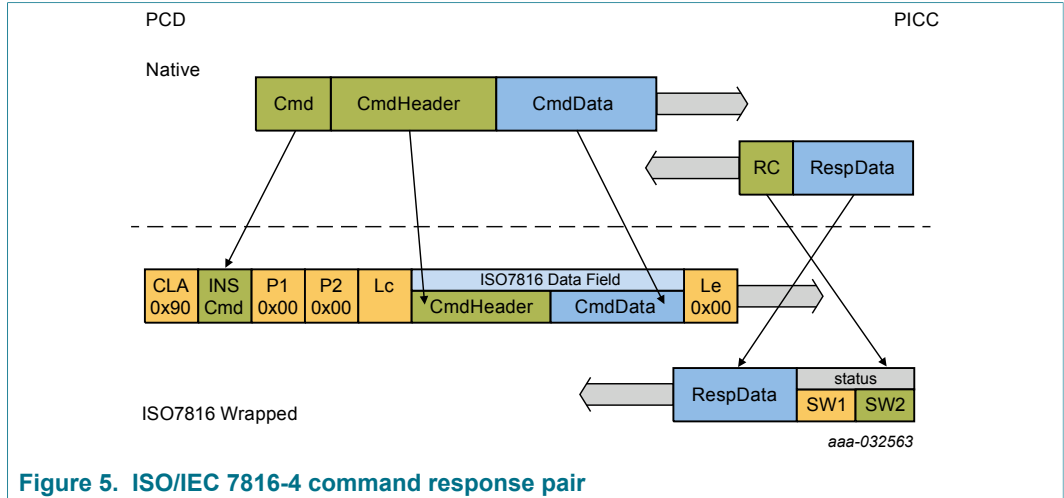 PCD PICC
Native
Cmd CmdHeader CmdData
RC RespData
CLA 0x90 INS Cmd P1 0x00 P2 0x00 Lc ISO7816 Data Field CmdHeader CmdData Le 0x00
RespData status SW1 SW2
ISO7816 Wrapped
aaa-032563
Figure 5. ISO/IEC 7816-4 command response pair